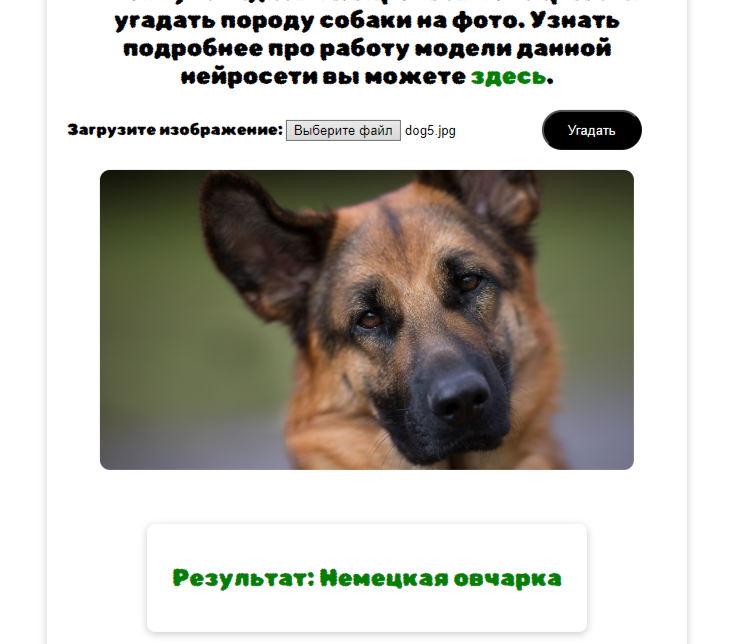 угадать породу собаки на фото. Узнать
подробнее про работу модели данной
нейросети вы можете здесь.
Загрузите изображение: Выберите файл dog5.jpg Угадать
Результат: Немецкая овчарка